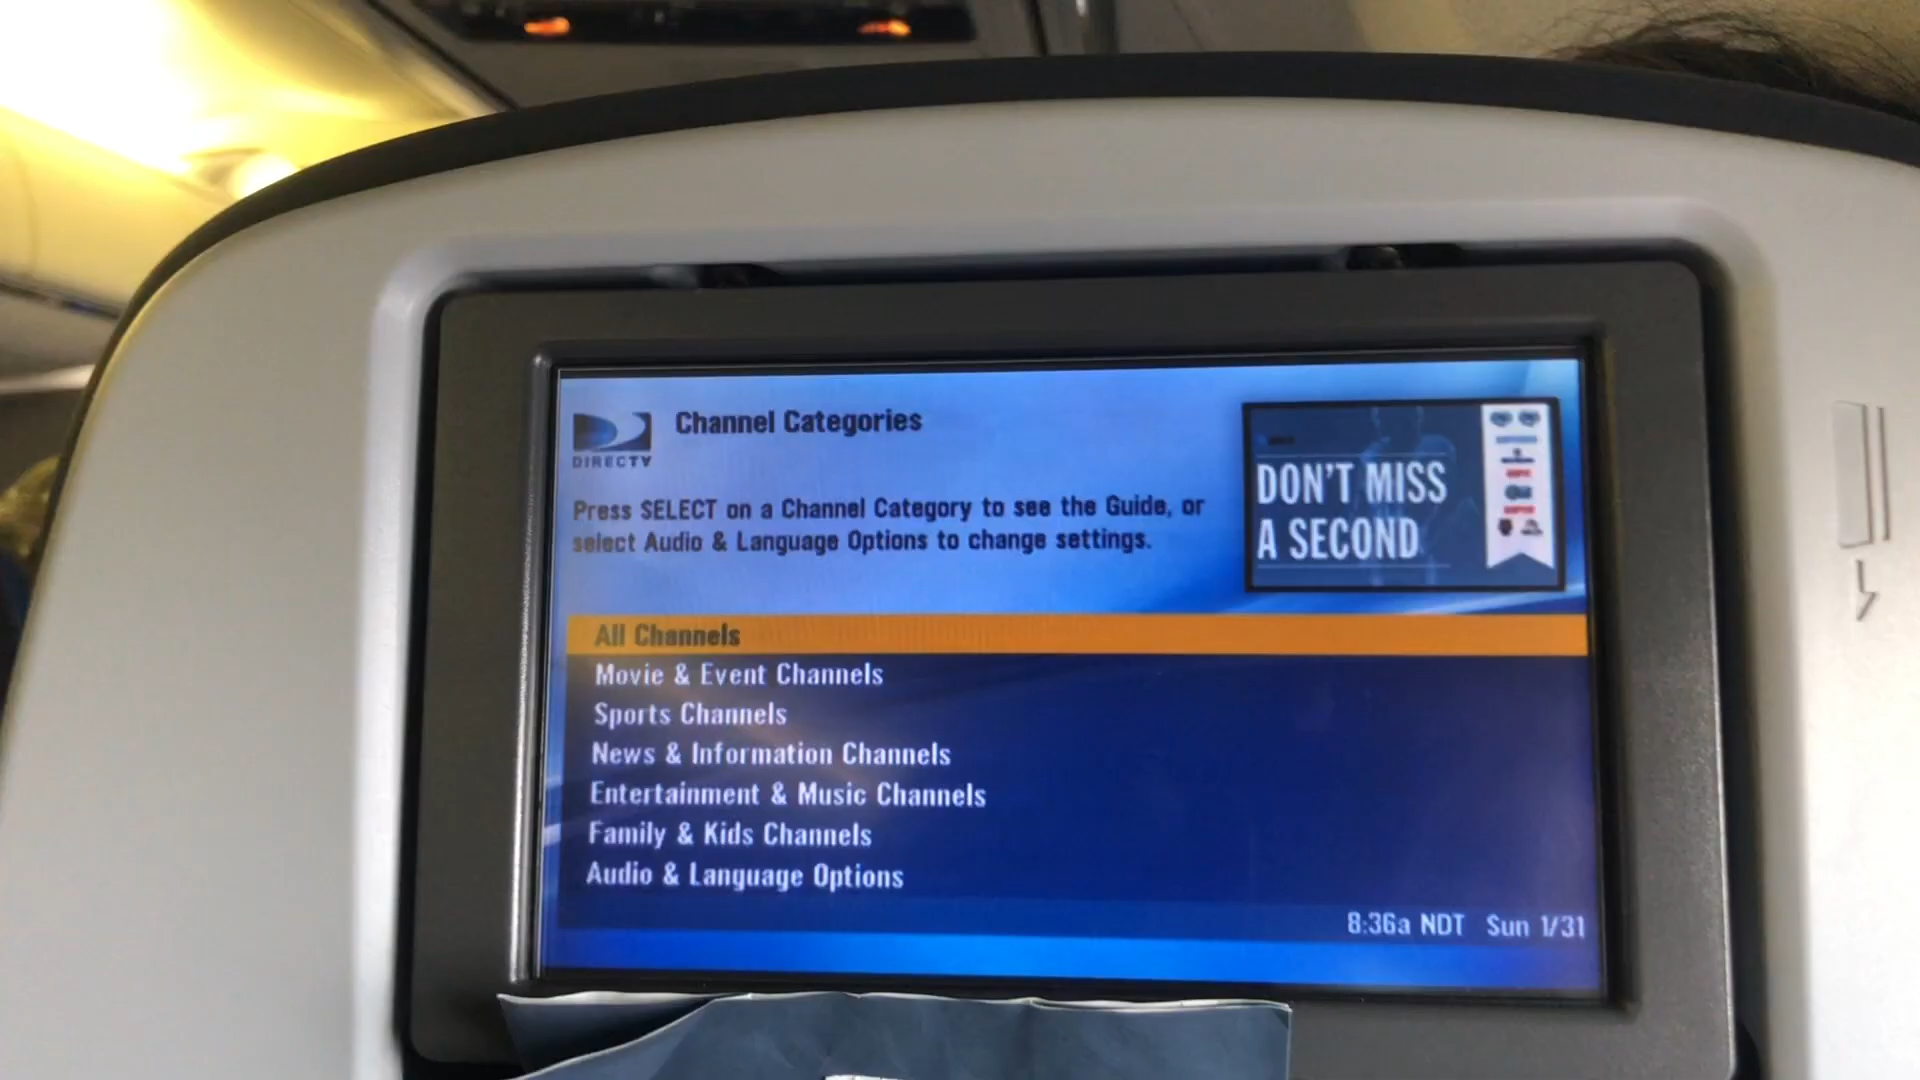 DIRECTV
Channel Categories
Press SELECT on a Channel Category to see the Guide, or
select Audio & Language Options to change settings.
DON'T MISS
A SECOND
All Channels
Movie & Event Channels
Sports Channels
News & Information Channels
Entertainment & Music Channels
Family & Kids Channels
Audio & Language Options
8:36a NDT Sun 1/31